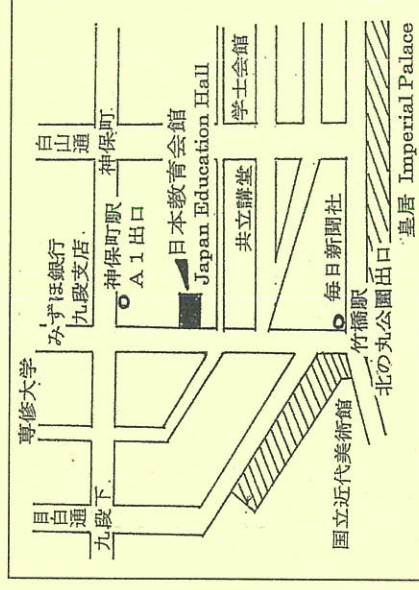 専修大学
みずほ銀行
九段支店
白山通
神保町
目白通
九段下
神保町駅
A1出口
日本教育会館
Japan Education Hall
共立講堂
学士会館
毎日新聞社
竹橋駅
北の丸公園出口
国立近代美術館
皇居 Imperial Palace